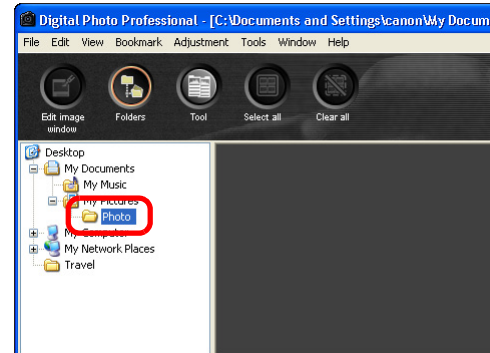 Digital Photo Professional - [C:\Documents and Settings\canon\My Docum
File Edit View Bookmark Adjustment Tools Window Help
Edit image window Folders Tool Select all Clear all
Desktop
My Documents
My Music
My Pictures
Photo
My Computer
My Network Places
Travel